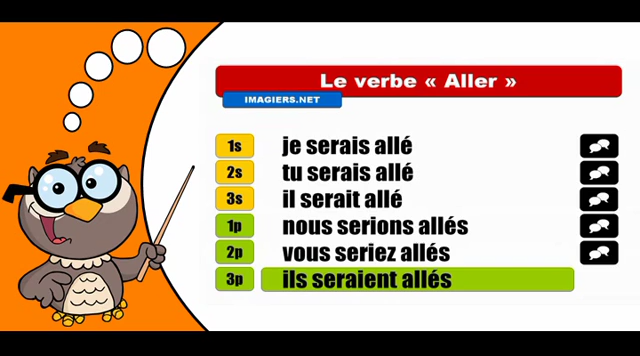 Le verbe « Aller »
IMAGIERS.NET
1s je serais allé
2s tu serais allé
3s il serait allé
1p nous serions allés
2p vous seriez allés
3p ils seraient allés